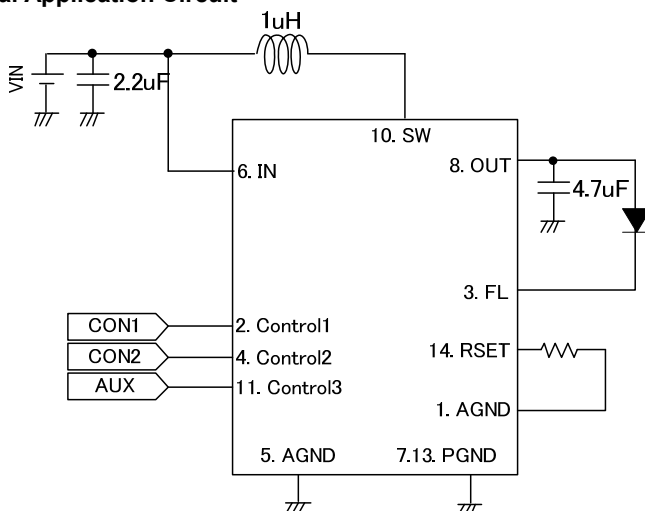 al Application Circuit
1uH
VIN
2.2uF
10. SW
6. IN
8. OUT
4.7uF
3. FL
CON1
2. Control1
CON2
4. Control2
14. RSET
AUX
11. Control3
1. AGND
5. AGND
7.13. PGND